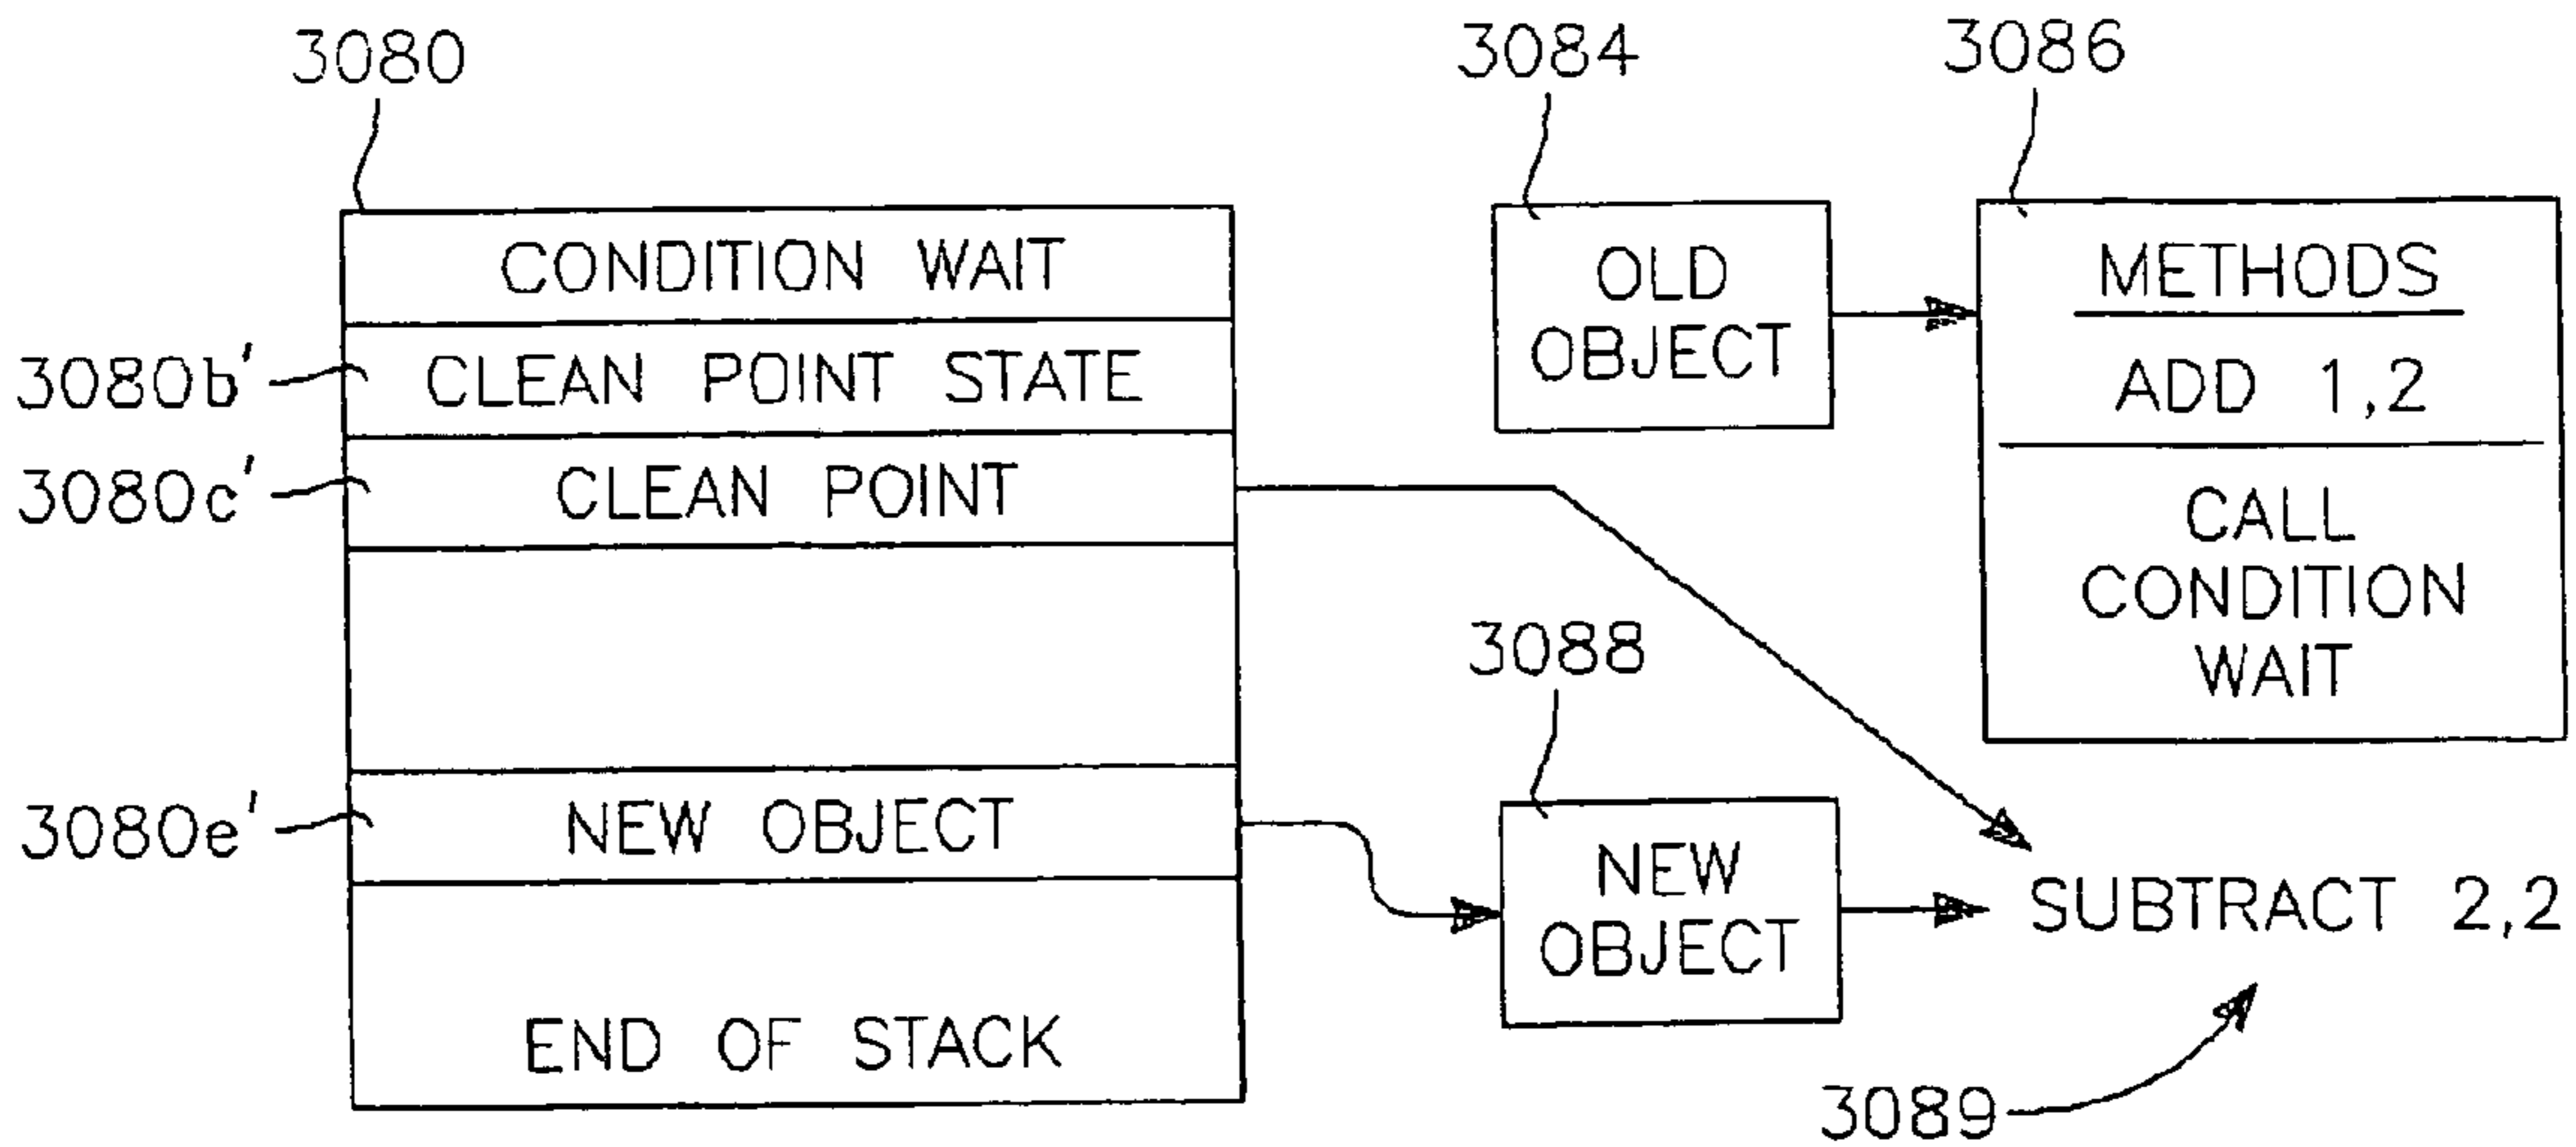 3080
3084
3086
CONDITION WAIT
3080b' CLEAN POINT STATE
3080c' CLEAN POINT
3080e' NEW OBJECT
END OF STACK
OLD
OBJECT
METHODS
ADD 1,2
CALL
CONDITION
WAIT
3088
NEW
OBJECT
SUBTRACT 2,2
3089